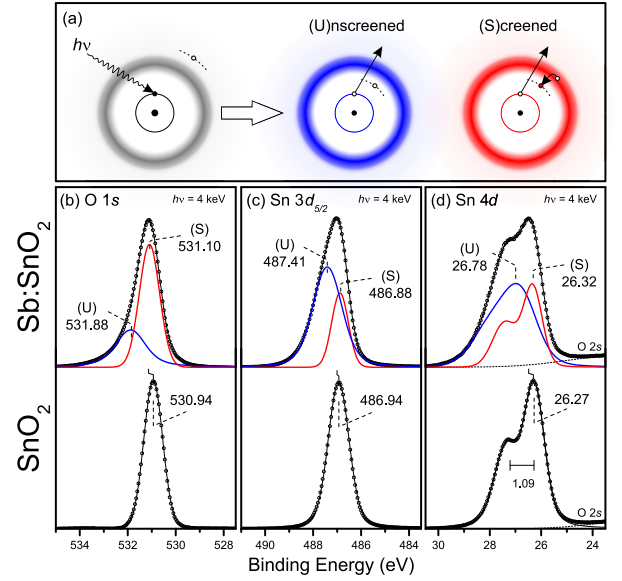 (a)
(U)nscreened
(S)creened
hν
(b) O 1s
hν = 4 keV
(c) Sn 3d5/2
hν = 4 keV
(d) Sn 4d
hν = 4 keV
Sb:SnO2
(S)
531.10
(U)
531.88
(U)
487.41
(S)
486.88
(U)
26.78
(S)
26.32
O 2s
SnO2
530.94
486.94
26.27
1.09
O 2s
534 532 530 528
490 488 486 484
30 28 26 24
Binding Energy (eV)